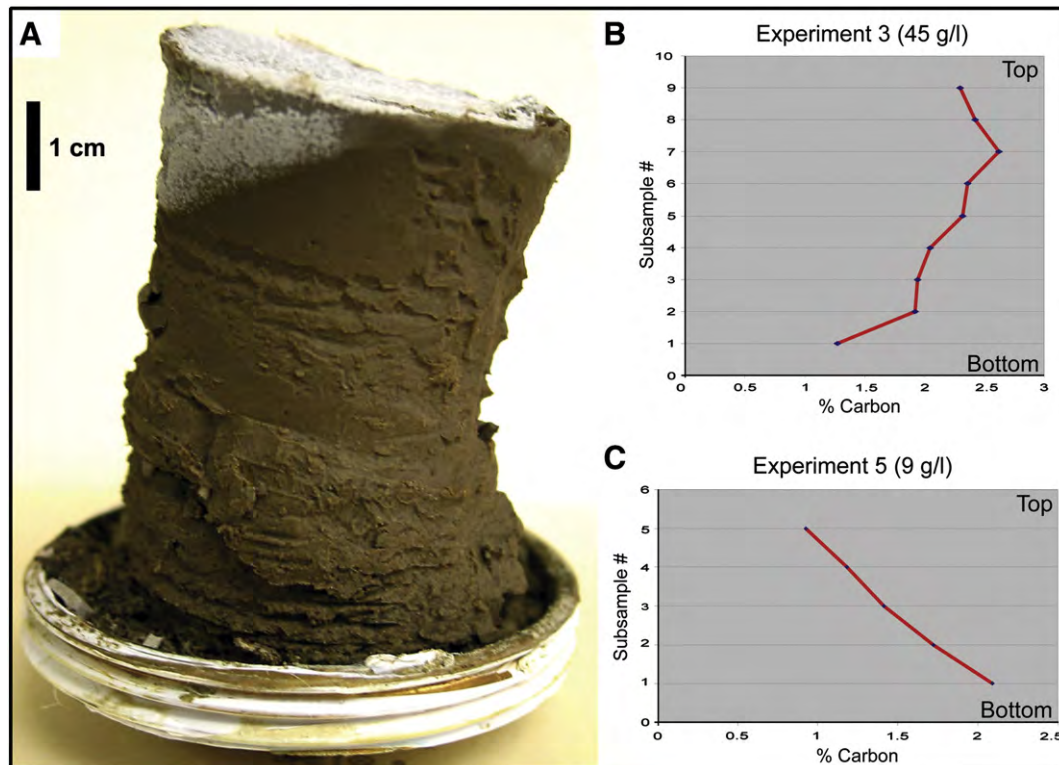 A
1 cm
B
Experiment 3 (45 g/l)
10
Top
9
8
7
6
5
4
3
2
1
Bottom
0
0 0.5 1 1.5 2 2.5 3
Subsample #
% Carbon
C
Experiment 5 (9 g/l)
6
Top
5
4
3
2
1
Bottom
0
0 0.5 1 1.5 2 2.5
Subsample #
% Carbon